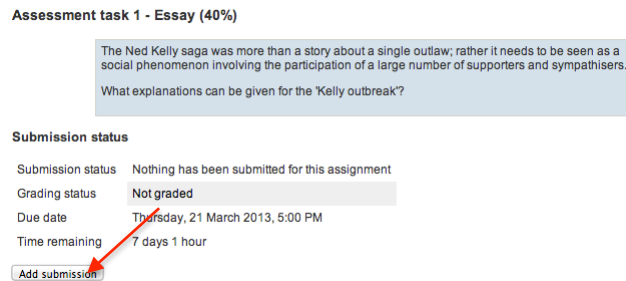 Assessment task 1 - Essay (40%)
The Ned Kelly saga was more than a story about a single outlaw; rather it needs to be seen as a
social phenomenon involving the participation of a large number of supporters and sympathisers.
What explanations can be given for the 'Kelly outbreak'?
Submission status
Submission status Nothing has been submitted for this assignment
Grading status Not graded
Due date Thursday, 21 March 2013, 5:00 PM
Time remaining 7 days 1 hour
Add submission